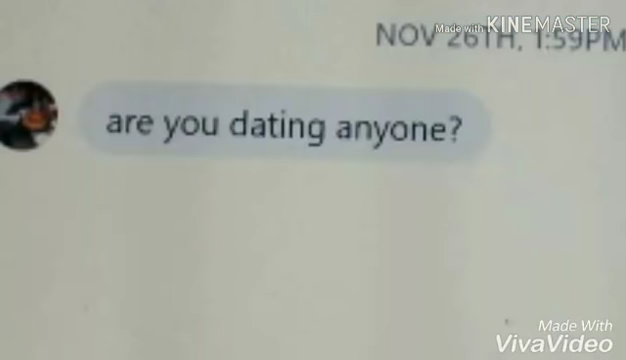 Made with KINEMASTER
NOV 26TH, 1:59PM
are you dating anyone?
Made With
VivaVideo